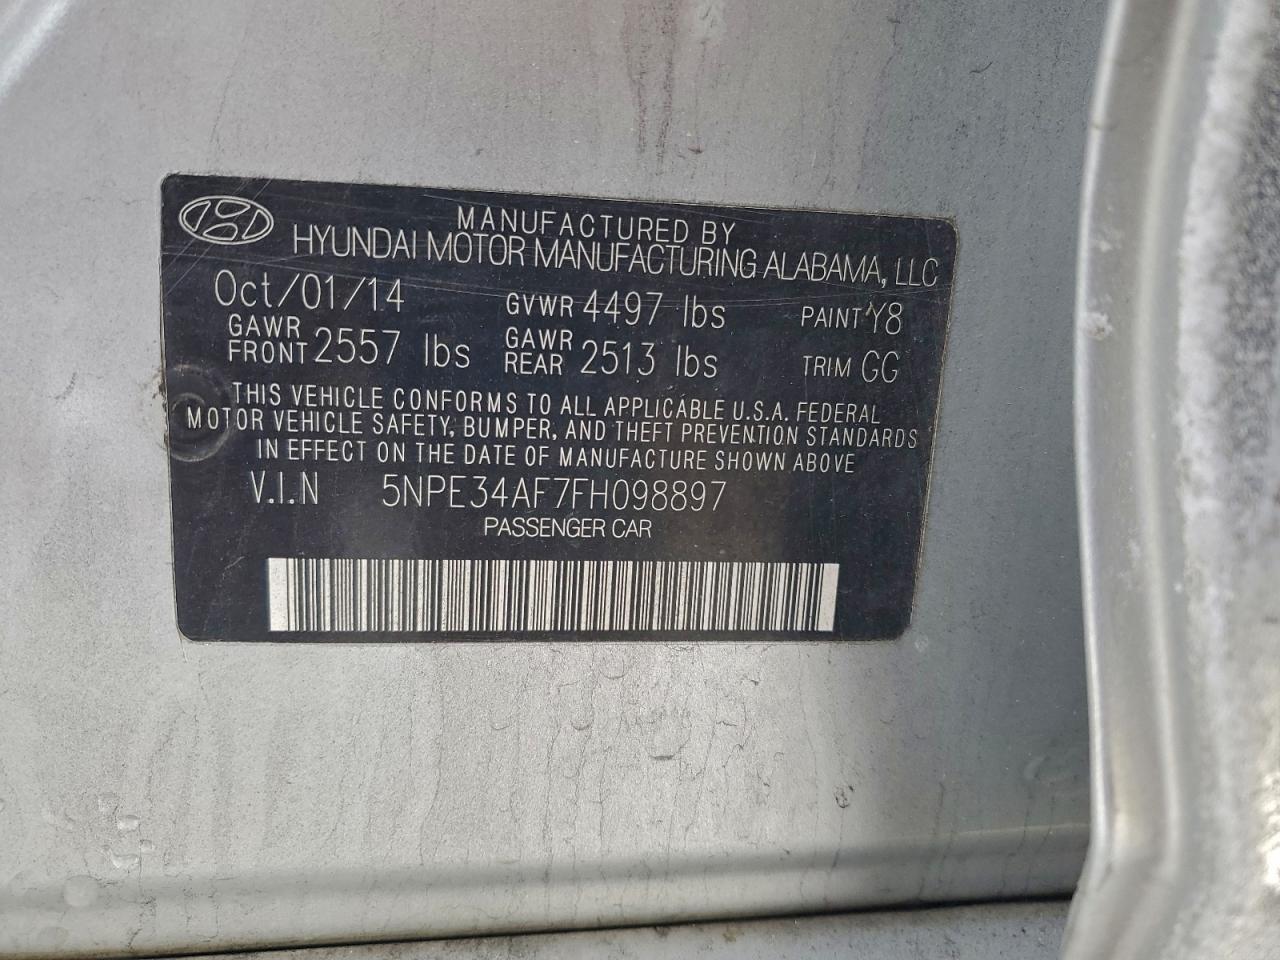 MANUFACTURED BY
HYUNDAI MOTOR MANUFACTURING ALABAMA, LLC
Oct/01/14 GVWR 4497 lbs PAINT Y8
GAWR FRONT 2557 lbs GAWR REAR 2513 lbs TRIM GG
THIS VEHICLE CONFORMS TO ALL APPLICABLE U.S.A. FEDERAL
MOTOR VEHICLE SAFETY, BUMPER, AND THEFT PREVENTION STANDARDS
IN EFFECT ON THE DATE OF MANUFACTURE SHOWN ABOVE
V.I.N 5NPE34AF7FH098897
PASSENGER CAR